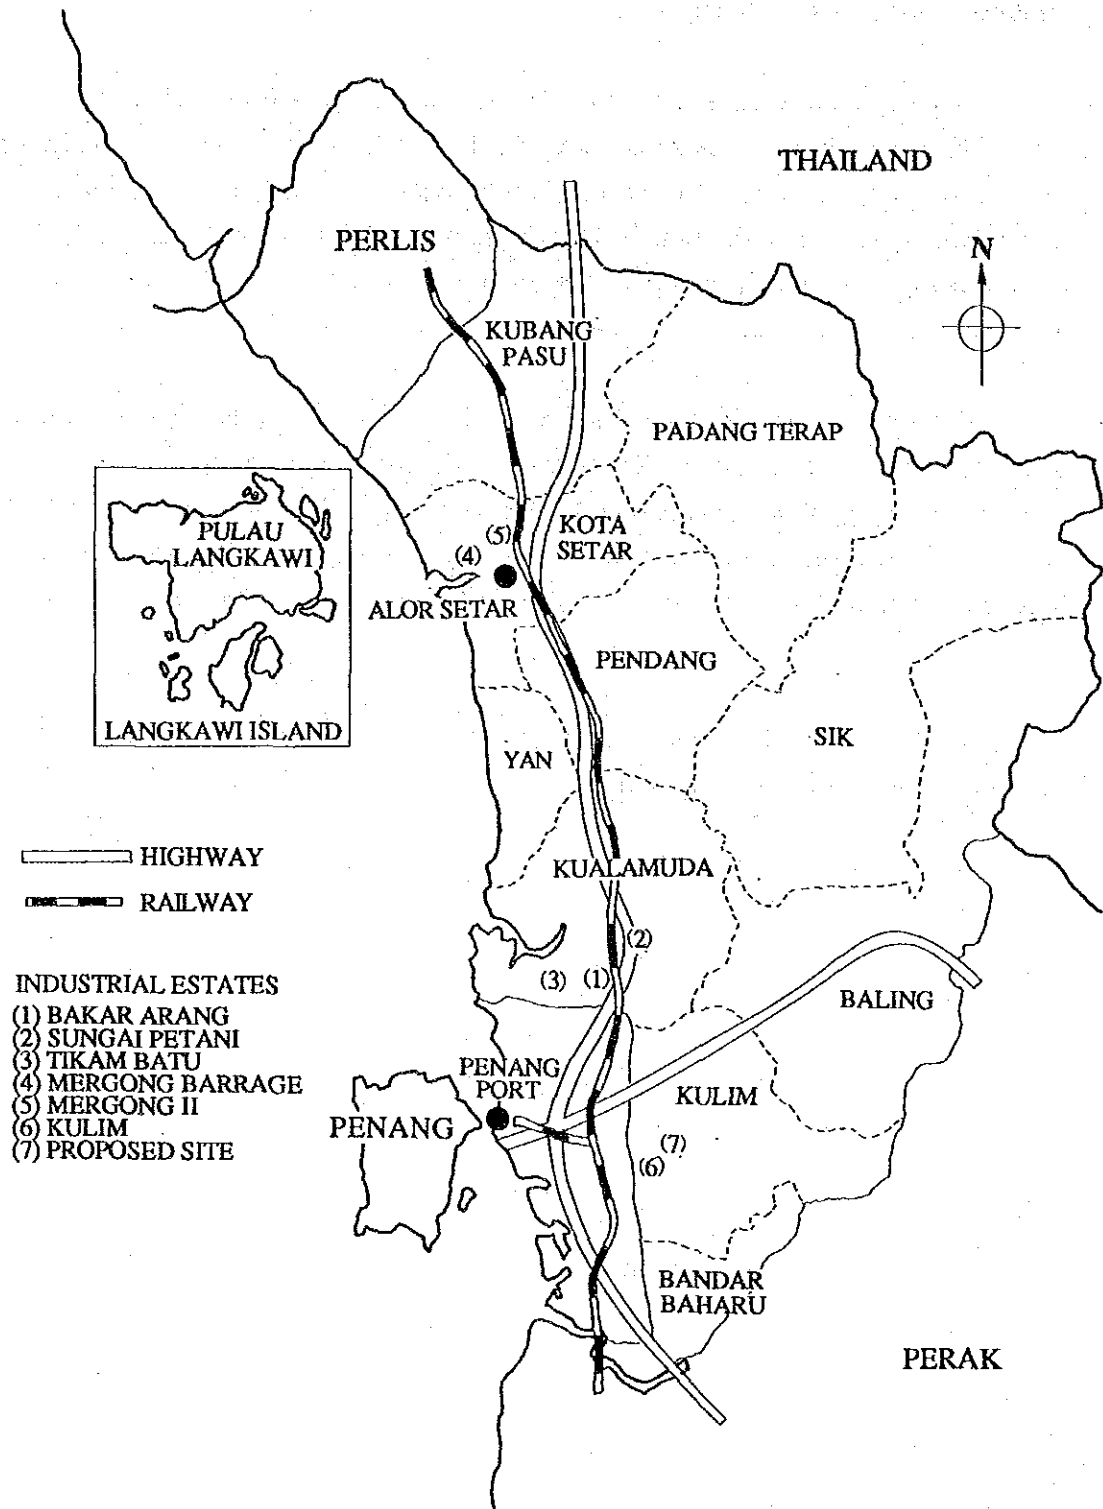 THAILAND
N
PERLIS
KUBANG
PASU
PADANG TERAP
PULAU
LANGKAWI
LANGKAWI ISLAND
KOTA
SETAR
(5)
(4)
ALOR SETAR
PENDANG
SIK
YAN
HIGHWAY
RAILWAY
KUALAMUDA
(2)
(3)
(1)
BALING
INDUSTRIAL ESTATES
(1) BAKAR ARANG
(2) SUNGAI PETANI
(3) TIKAM BATU
(4) MERGONG BARRAGE
(5) MERGONG II
(6) KULIM
(7) PROPOSED SITE
PENANG
PORT
PENANG
KULIM
(7)
(6)
BANDAR
BAHARU
PERAK